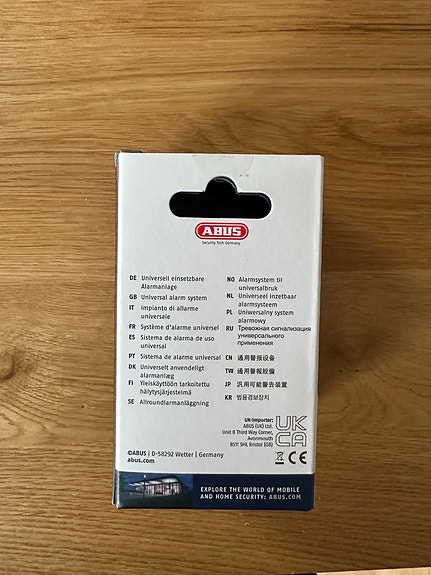 ABUS
Security Tech Germany
DE Universell einsetzbare
Alarmanlage
GB Universal alarm system
IT Impianto di allarme
universale
FR Système d'alarme universel
ES Sistema de alarma de uso
universal
PT Sistema de alarme universal
DK Universelt anvendeligt
alarmanlæg
FI Yleiskäyttöön tarkoitettu
hälytysjärjestelmä
SE Allroundlarmanläggning
NO Alarmsystem til
universalbruk
NL Universeel inzetbaar
alarmsysteem
PL Uniwersalny system
alarmowy
RU Тревожная сигнализация
универсального
применения
CN 通用警报设备
TW 通用警報設備
JP 汎用可能警告装置
KR 범용경보장치
UK-Importer:
ABUS (UK) Ltd.
Unit 8 Third Way Corner,
Avonmouth
BS11 9HL Bristol (GB)
UK
CA
CE
©ABUS | D-58292 Wetter | Germany
abus.com
EXPLORE THE WORLD OF MOBILE
AND HOME SECURITY: ABUS.COM